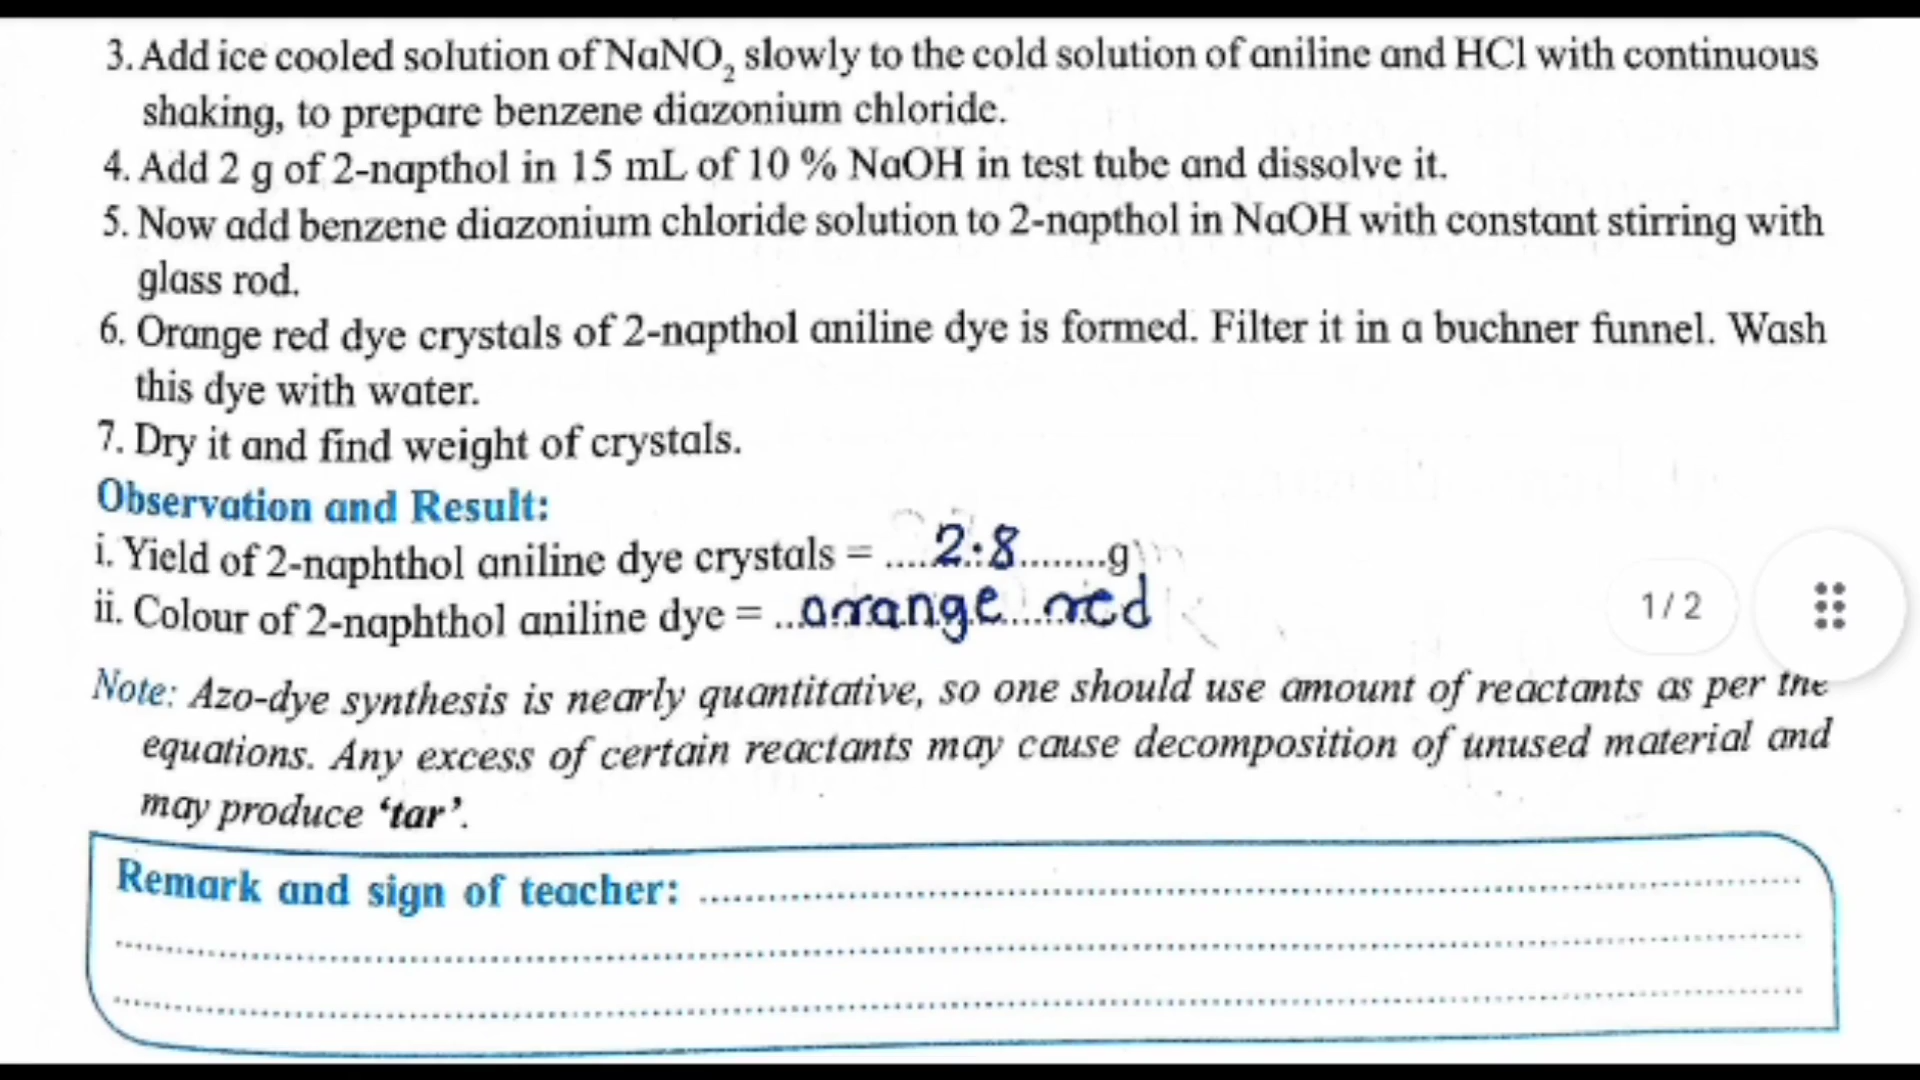 3. Add ice cooled solution of NaNO₂ slowly to the cold solution of aniline and HCl with continuous
shaking, to prepare benzene diazonium chloride.
4. Add 2 g of 2-napthol in 15 mL of 10 % NaOH in test tube and dissolve it.
5. Now add benzene diazonium chloride solution to 2-napthol in NaOH with constant stirring with
glass rod.
6. Orange red dye crystals of 2-napthol aniline dye is formed. Filter it in a buchner funnel. Wash
this dye with water.
7. Dry it and find weight of crystals.
Observation and Result:
i. Yield of 2-naphthol aniline dye crystals = ....2.8........g
ii. Colour of 2-naphthol aniline dye = ...orange red
1/2
Note: Azo-dye synthesis is nearly quantitative, so one should use amount of reactants as per the
equations. Any excess of certain reactants may cause decomposition of unused material and
may produce ‘tar’.
Remark and sign of teacher: ..........